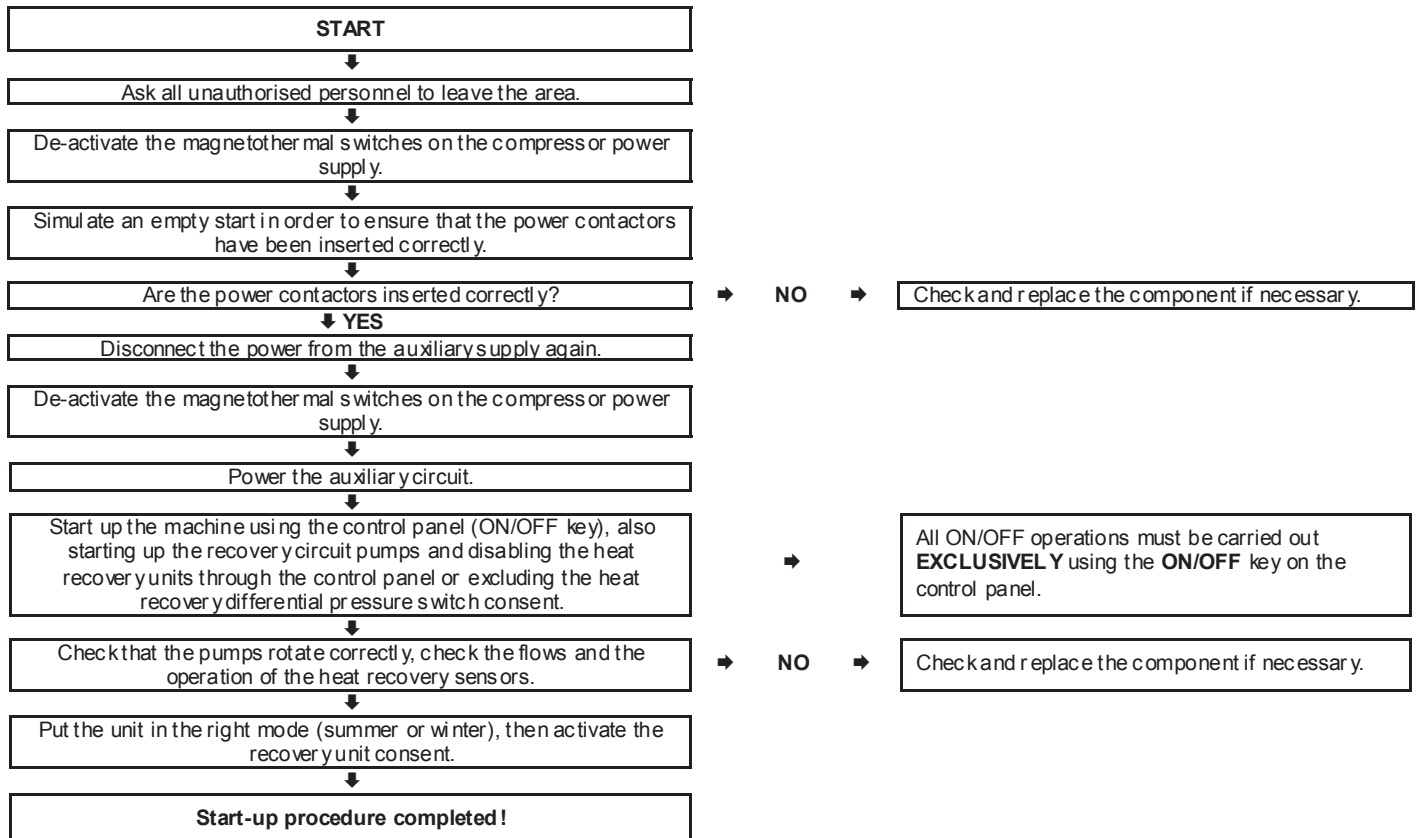 START
Ask all unauthorised personnel to leave the area.
De-activate the magnetothermal switches on the compressor power
supply.
Simulate an empty start in order to ensure that the power contactors
have been inserted correctly.
Are the power contactors inserted correctly?
NO
Check and replace the component if necessary.
YES
Disconnect the power from the auxiliary supply again.
De-activate the magnetothermal switches on the compressor power
supply.
Power the auxiliary circuit.
Start up the machine using the control panel (ON/OFF key), also
starting up the recovery circuit pumps and disabling the heat
recovery units through the control panel or excluding the heat
recovery differential pressure switch consent.
All ON/OFF operations must be carried out
EXCLUSIVELY using the ON/OFF key on the
control panel.
Check that the pumps rotate correctly, check the flows and the
operation of the heat recovery sensors.
NO
Check and replace the component if necessary.
Put the unit in the right mode (summer or winter), then activate the
recovery unit consent.
Start-up procedure completed!